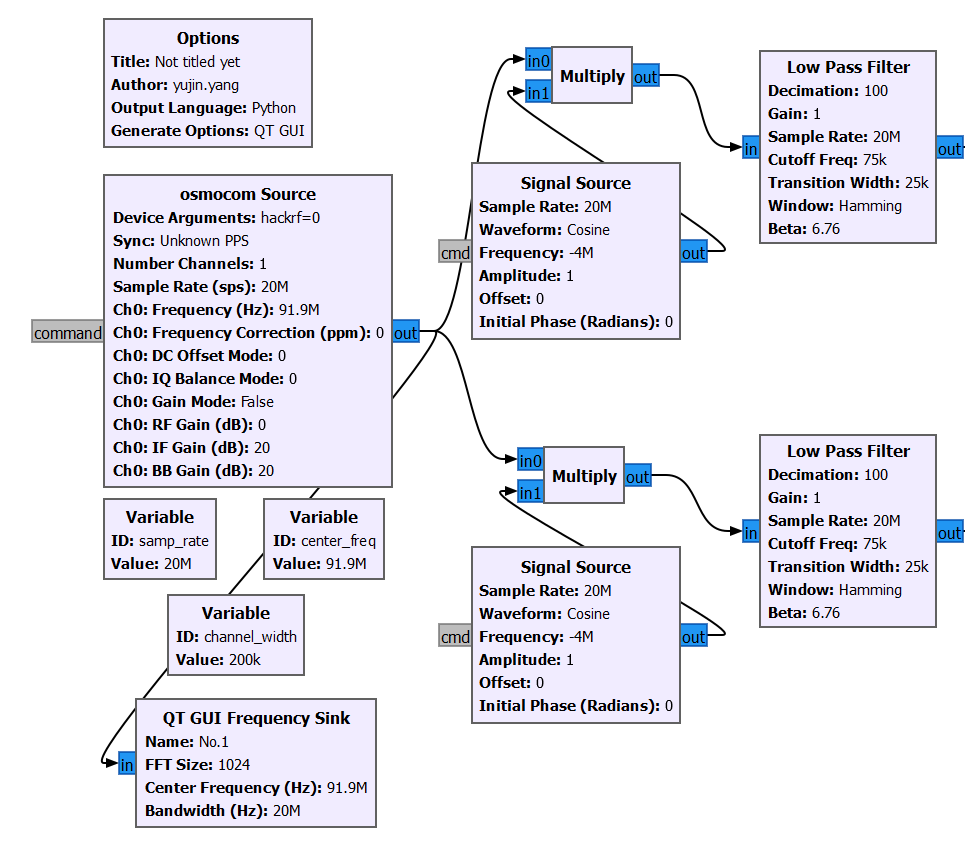 Options
Title: Not titled yet
Author: yujin.yang
Output Language: Python
Generate Options: QT GUI
osmocom Source
Device Arguments: hackrf=0
Sync: Unknown PPS
Number Channels: 1
Sample Rate (sps): 20M
Ch0: Frequency (Hz): 91.9M
command
Ch0: Frequency Correction (ppm): 0
out
Ch0: DC Offset Mode: 0
Ch0: IQ Balance Mode: 0
Ch0: Gain Mode: False
Ch0: RF Gain (dB): 0
Ch0: IF Gain (dB): 20
Ch0: BB Gain (dB): 20
Variable
ID: samp_rate
Value: 20M
Variable
ID: center_freq
Value: 91.9M
Variable
ID: channel_width
Value: 200k
QT GUI Frequency Sink
Name: No.1
in
FFT Size: 1024
Center Frequency (Hz): 91.9M
Bandwidth (Hz): 20M
in0
in1
Multiply
out
Signal Source
Sample Rate: 20M
Waveform: Cosine
cmd
Frequency: -4M
out
Amplitude: 1
Offset: 0
Initial Phase (Radians): 0
Low Pass Filter
Decimation: 100
Gain: 1
in
Sample Rate: 20M
out
Cutoff Freq: 75k
Transition Width: 25k
Window: Hamming
Beta: 6.76
in0
in1
Multiply
out
Signal Source
Sample Rate: 20M
Waveform: Cosine
cmd
Frequency: -4M
out
Amplitude: 1
Offset: 0
Initial Phase (Radians): 0
Low Pass Filter
Decimation: 100
Gain: 1
in
Sample Rate: 20M
out
Cutoff Freq: 75k
Transition Width: 25k
Window: Hamming
Beta: 6.76